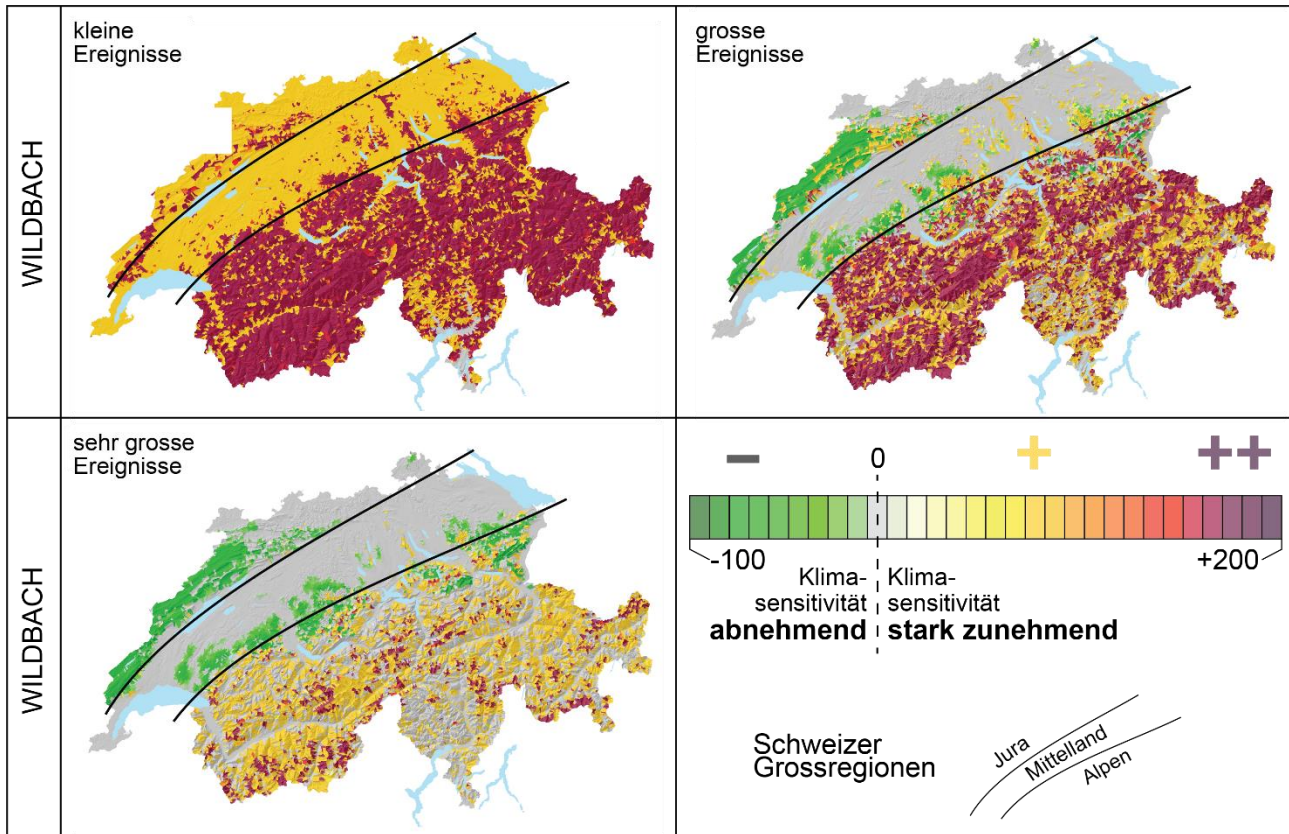 WILDBACH
kleine
Ereignisse
grosse
Ereignisse
WILDBACH
sehr grosse
Ereignisse
− 0 + ++
-100 +200
Klima-
sensitivität
abnehmend
Klima-
sensitivität
stark zunehmend
Schweizer
Grossregionen
Jura
Mittelland
Alpen